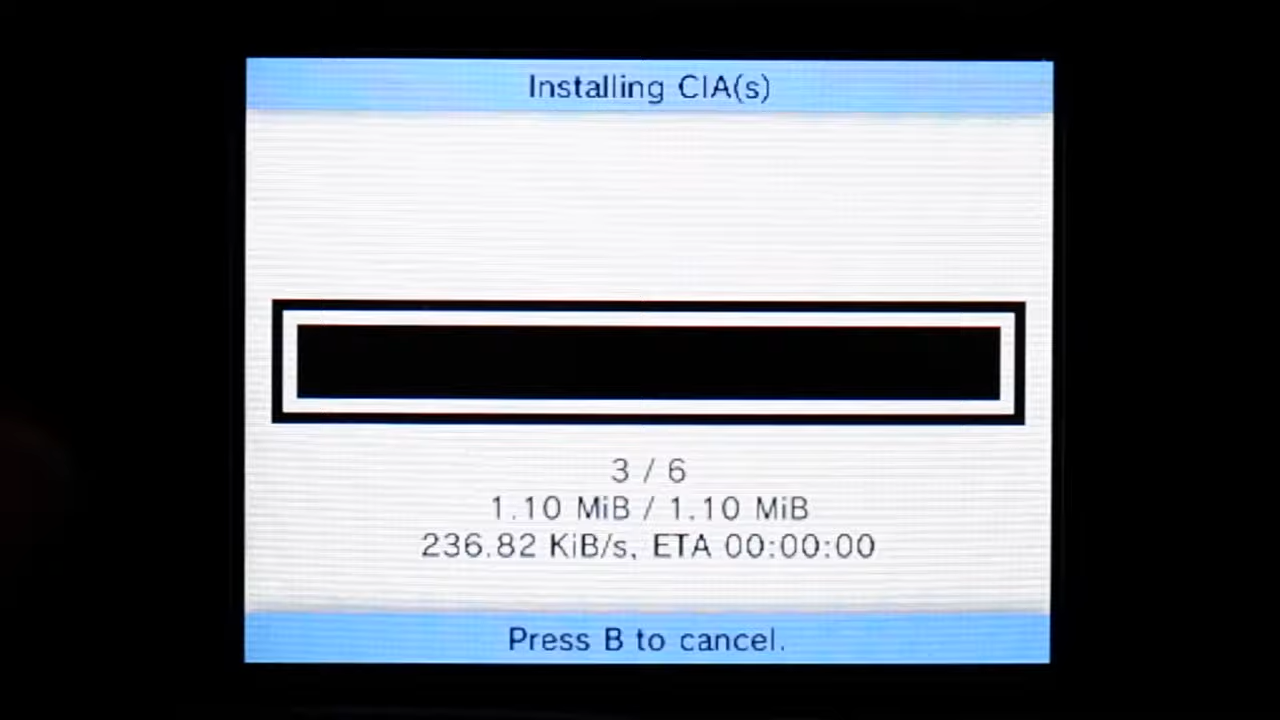 Installing CIA(s)
3 / 6
1.10 MiB / 1.10 MiB
236.82 KiB/s, ETA 00:00:00
Press B to cancel.